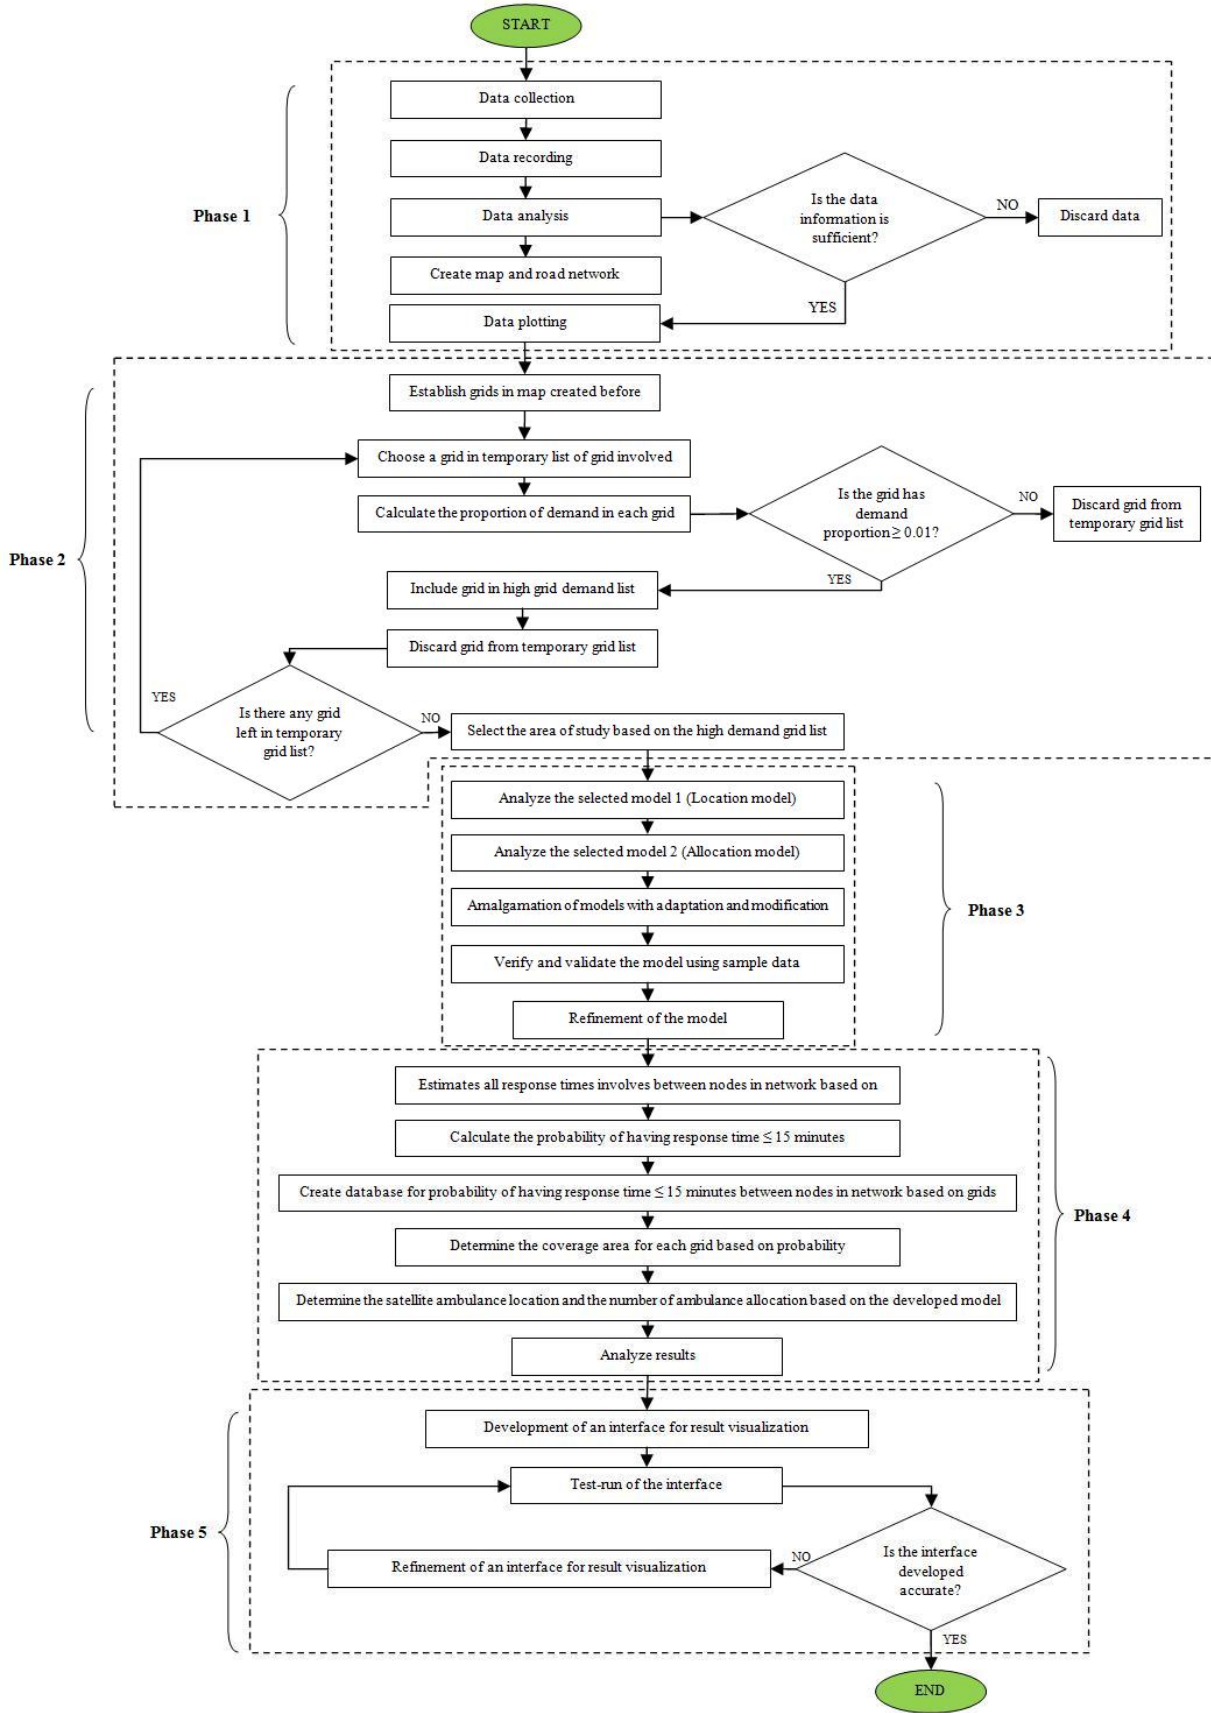 START
Data collection
Data recording
Phase 1
Data analysis
Is the data
information is
sufficient?
NO
Discard data
Create map and road network
YES
Data plotting
Establish grids in map created before
Choose a grid in temporary list of grid involved
Calculate the proportion of demand in each grid
Is the grid has
demand
proportion ≥ 0.01?
NO
Discard grid from
temporary grid list
Phase 2
YES
Include grid in high grid demand list
Discard grid from temporary grid list
YES
Is there any grid
left in temporary
grid list?
NO
Select the area of study based on the high demand grid list
Analyze the selected model 1 (Location model)
Analyze the selected model 2 (Allocation model)
Amalgamation of models with adaptation and modification
Phase 3
Verify and validate the model using sample data
Refinement of the model
Estimates all response times involves between nodes in network based on
Calculate the probability of having response time ≤ 15 minutes
Create database for probability of having response time ≤ 15 minutes between nodes in network based on grids
Phase 4
Determine the coverage area for each grid based on probability
Determine the satellite ambulance location and the number of ambulance allocation based on the developed model
Analyze results
Development of an interface for result visualization
Test-run of the interface
Phase 5
Is the interface
developed
accurate?
NO
Refinement of an interface for result visualization
YES
END